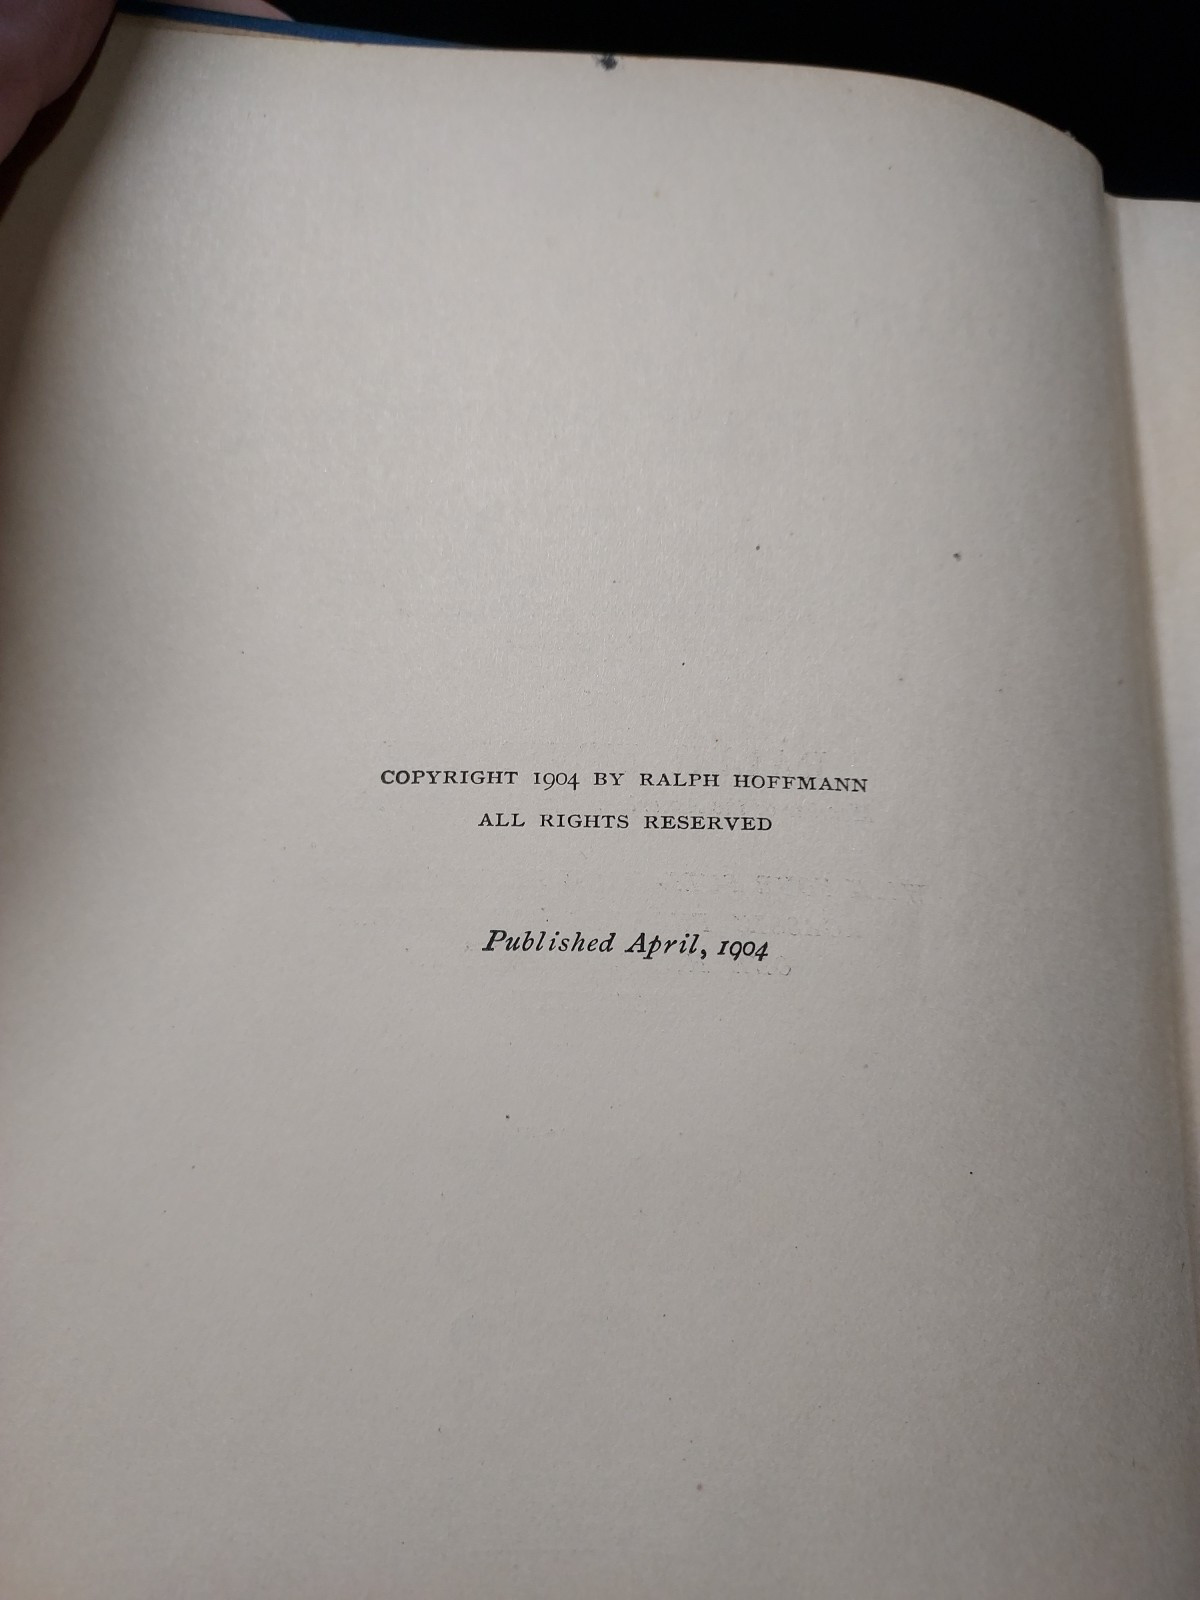 COPYRIGHT 1904 BY RALPH HOFFMANN
ALL RIGHTS RESERVED
Published April, 1904